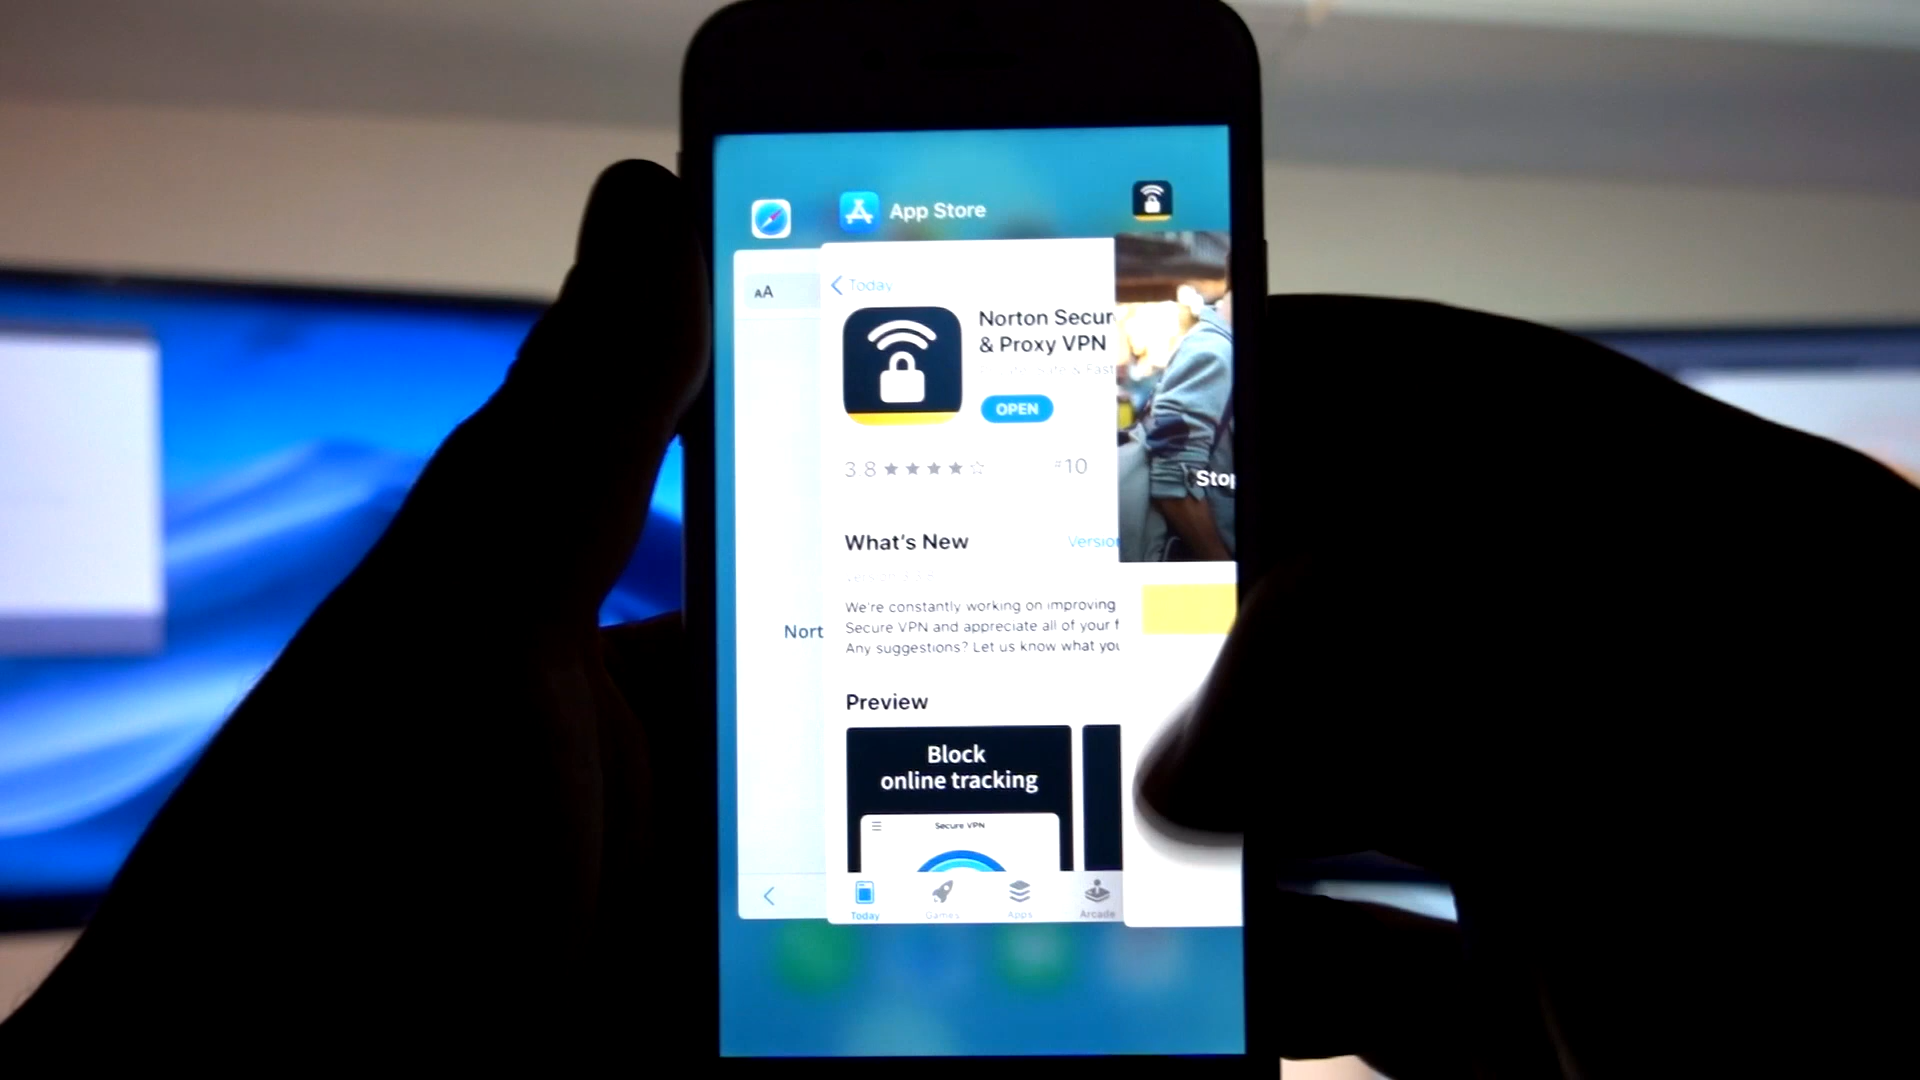 App Store
AA
Today
Norton Secur
& Proxy VPN
& Fast
OPEN
3 8 ★★★★☆
#10
Stop
What's New
Version
We're constantly working on improving
Secure VPN and appreciate all of your f
Any suggestions? Let us know what you
Nort
Preview
Block
online tracking
Secure VPN
Today
Games
Apps
Arcade